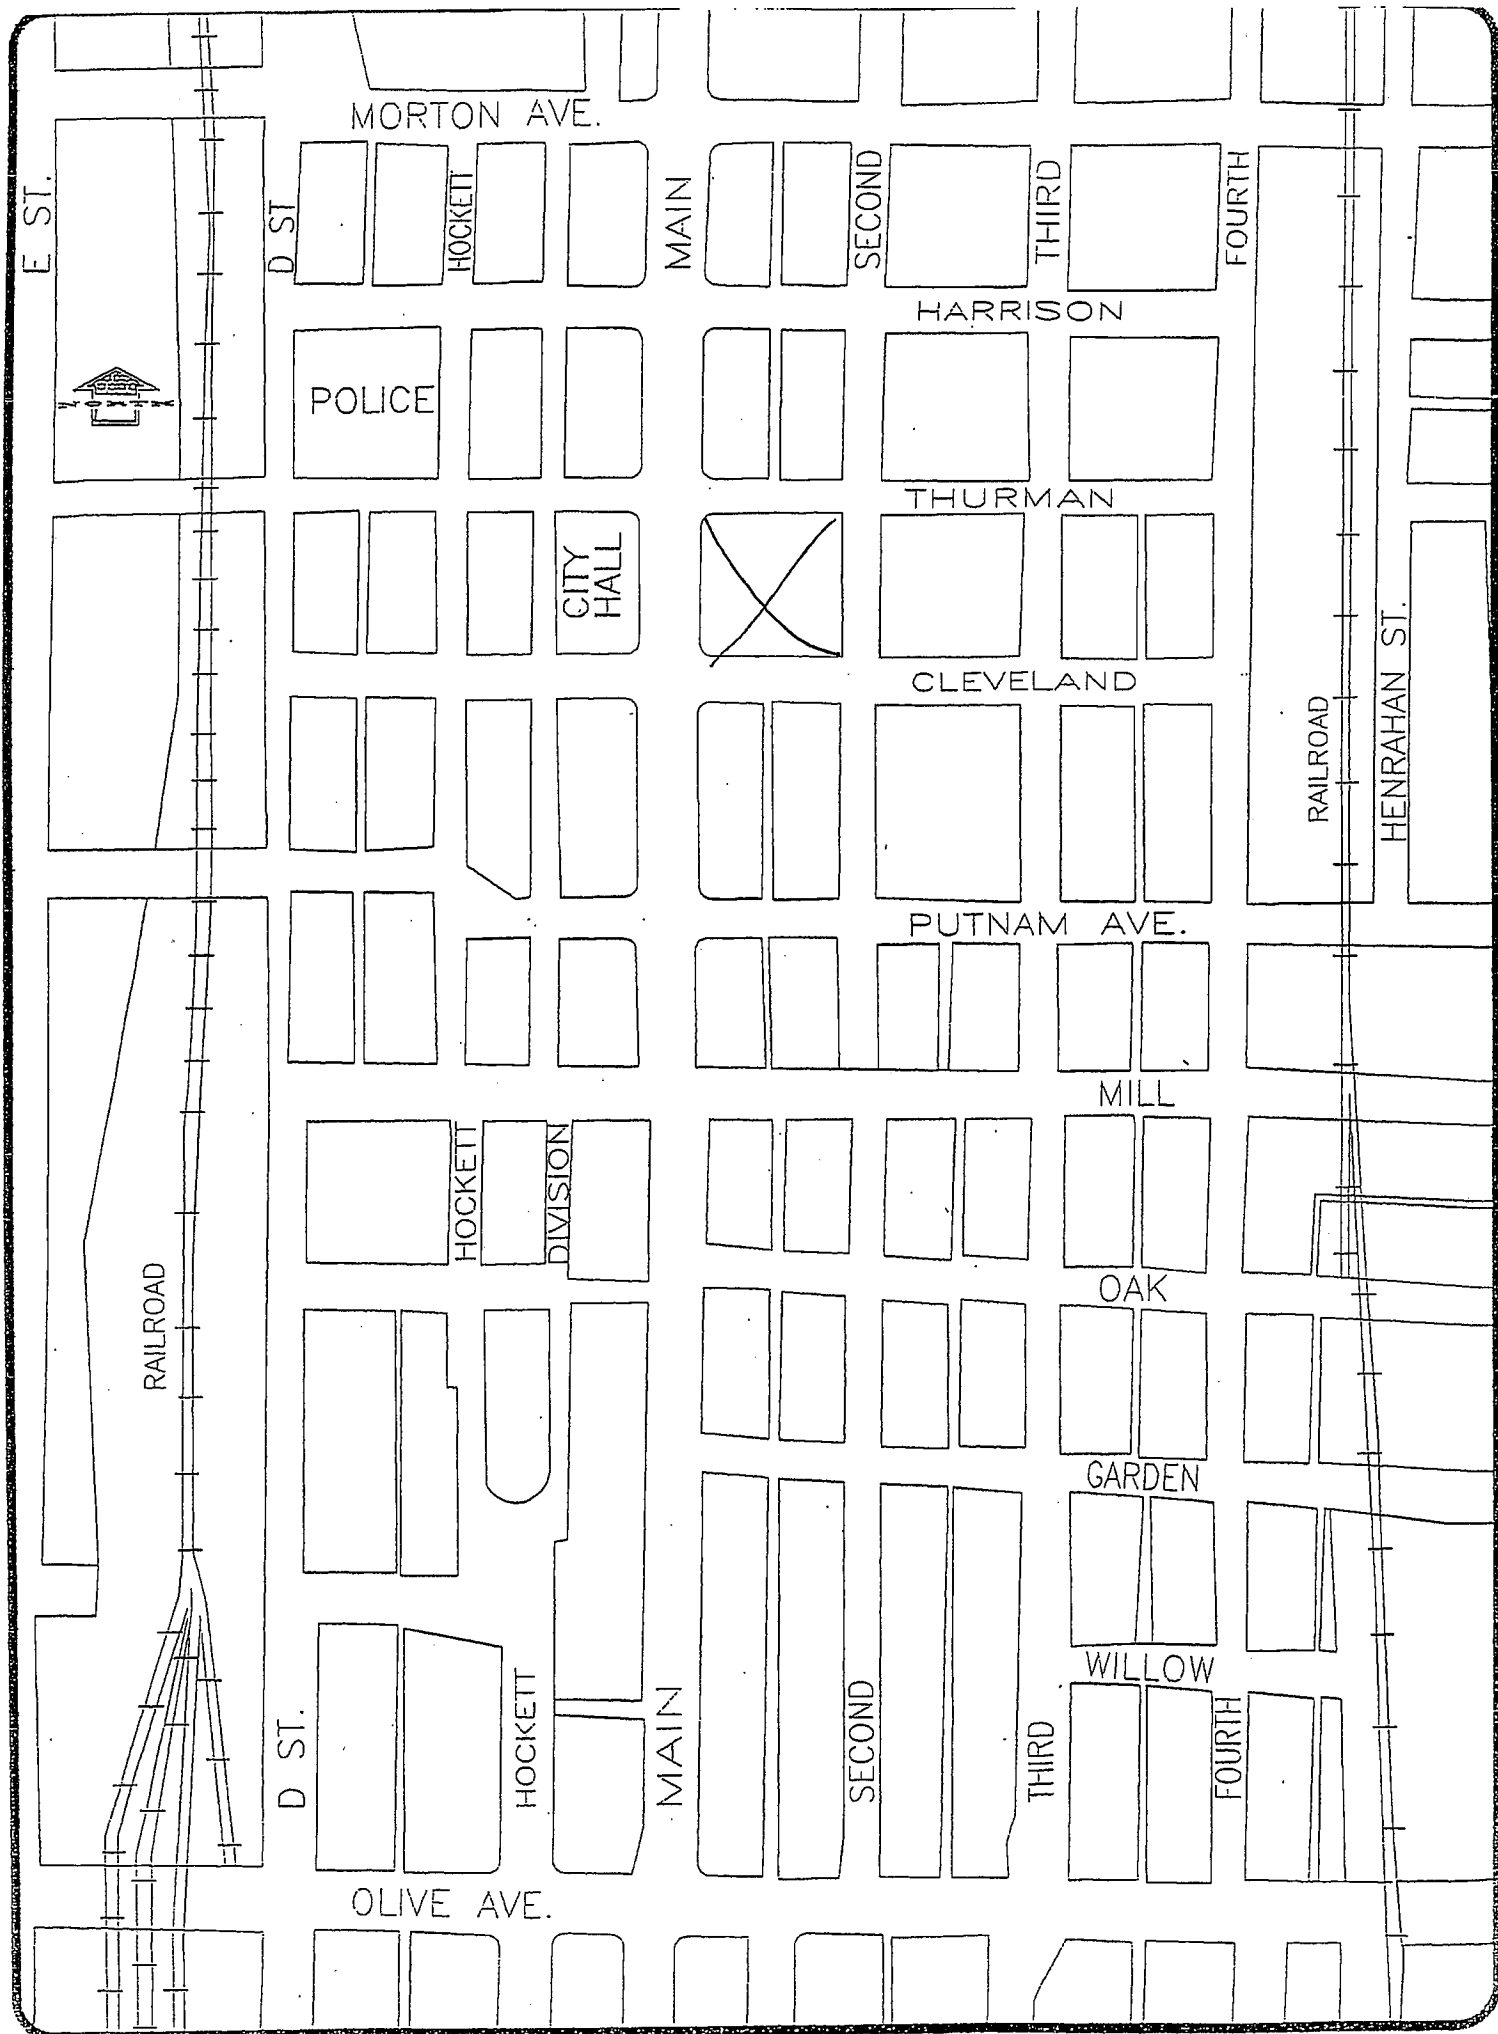 MORTON AVE.
E ST.
D ST
HOCKETT
MAIN
SECOND
THIRD
FOURTH
HARRISON
POLICE
THURMAN
CITY
HALL
CLEVELAND
RAILROAD
HENRAHAN ST.
PUTNAM AVE.
MILL
HOCKETT
DIVISION
OAK
RAILROAD
GARDEN
WILLOW
D ST.
HOCKETT
MAIN
SECOND
THIRD
FOURTH
OLIVE AVE.